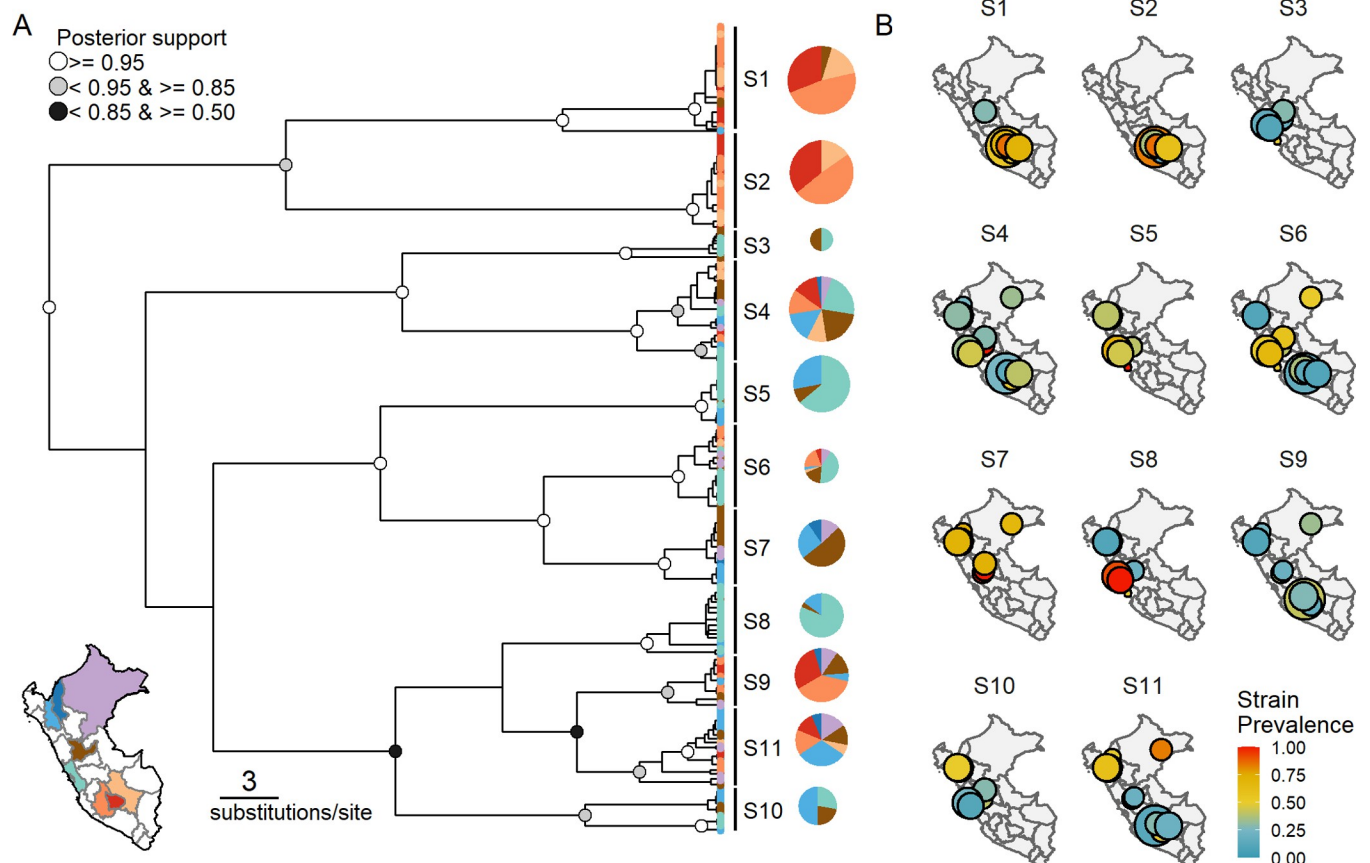 A
Posterior support
>= 0.95
< 0.95 & >= 0.85
< 0.85 & >= 0.50
S1
S2
S3
S4
S5
S6
S7
S8
S9
S11
S10
3
substitutions/site
B
S1 S2 S3
S4 S5 S6
S7 S8 S9
S10 S11
Strain
Prevalence
1.00
0.75
0.50
0.25
0.00